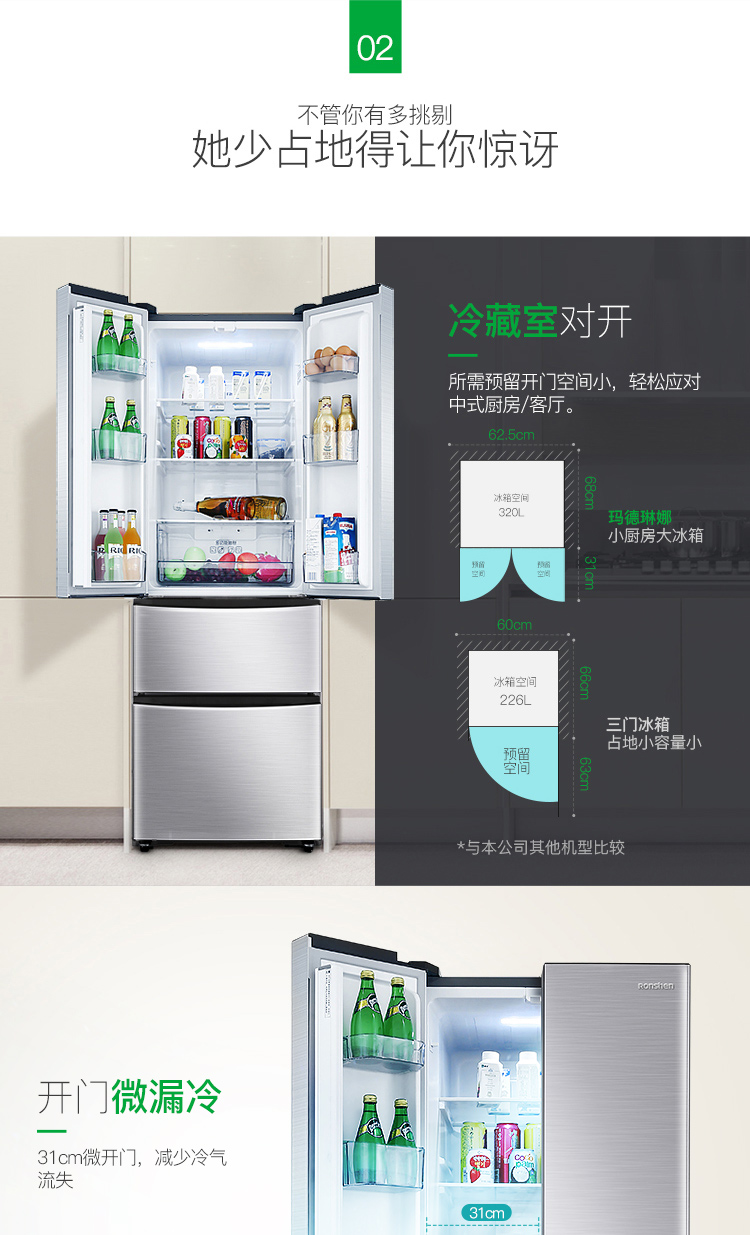 02
不管你有多挑剔
她少占地得让你惊讶
冷藏室对开
所需预留开门空间小，轻松应对
中式厨房/客厅。
62.5cm
冰箱空间
320L
68cm
预留
空间
预留
空间
31cm
玛德琳娜
小厨房大冰箱
60cm
冰箱空间
226L
66cm
预留
空间
63cm
三门冰箱
占地小容量小
*与本公司其他机型比较
Ronshen
开门微漏冷
31cm微开门，减少冷气
流失
31cm